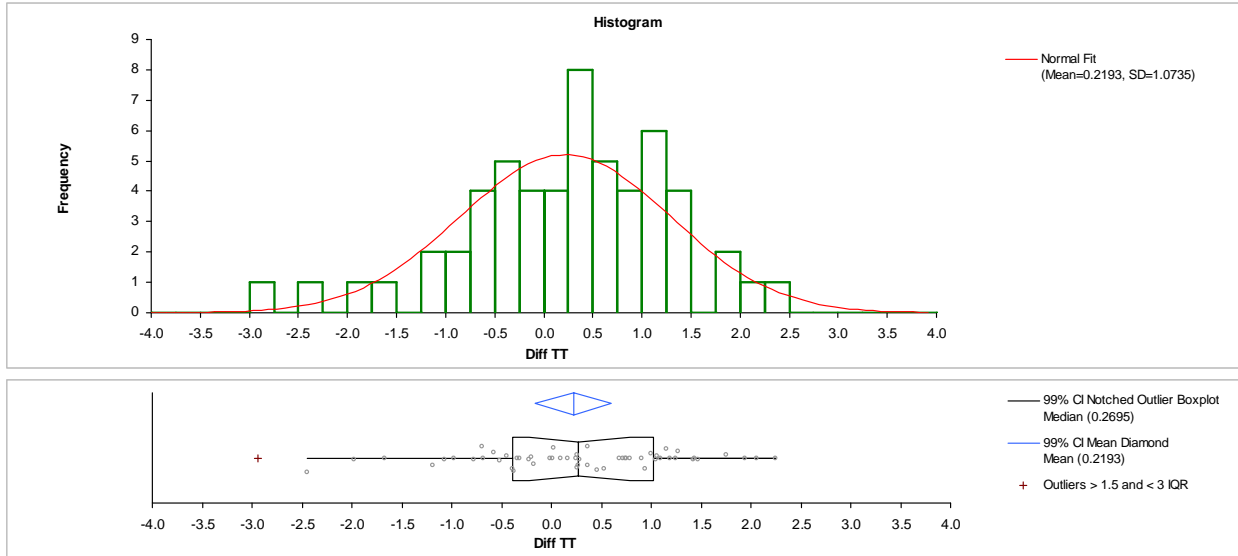 Histogram
9
8
7
6
5
4
3
2
1
0
Frequency
-4.0 -3.5 -3.0 -2.5 -2.0 -1.5 -1.0 -0.5 0.0 0.5 1.0 1.5 2.0 2.5 3.0 3.5 4.0
Diff TT
Normal Fit
(Mean=0.2193, SD=1.0735)
-4.0 -3.5 -3.0 -2.5 -2.0 -1.5 -1.0 -0.5 0.0 0.5 1.0 1.5 2.0 2.5 3.0 3.5 4.0
Diff TT
99% CI Notched Outlier Boxplot
Median (0.2695)
99% CI Mean Diamond
Mean (0.2193)
Outliers > 1.5 and < 3 IQR